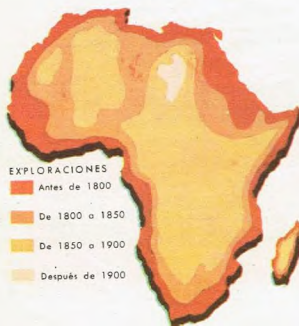 EXPLORACIONES
Antes de 1800
De 1800 a 1850
De 1850 a 1900
Después de 1900